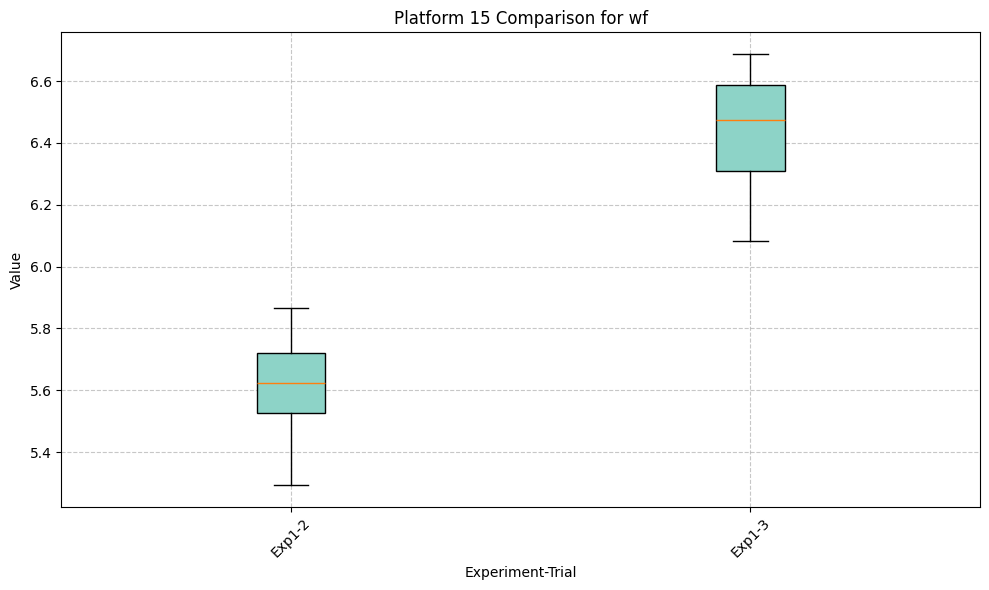 Platform 15 Comparison for wf
Value
6.6
6.4
6.2
6.0
5.8
5.6
5.4
Exp1-2
Exp1-3
Experiment-Trial